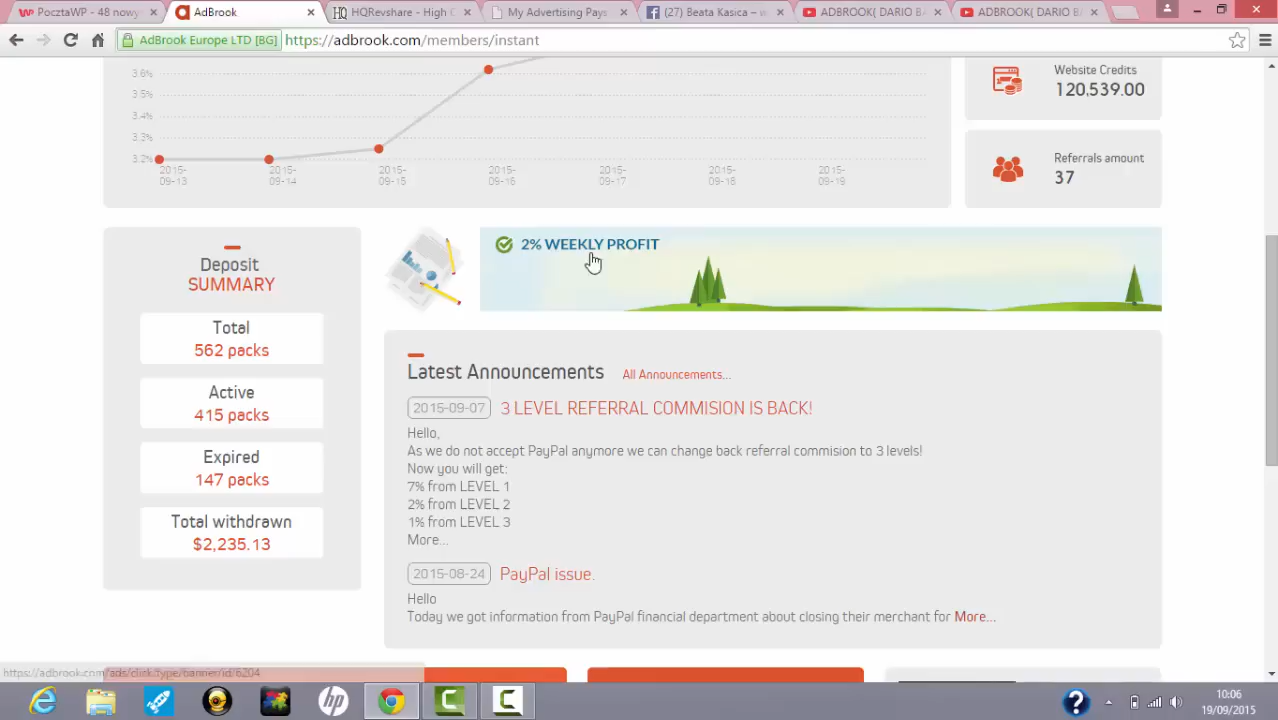 PocztaWP - 48 nowy
AdBrook
HQRevshare - High C
My Advertising Pays
(27) Beata Kasica –
ADBROOK( DARIO B
ADBROOK( DARIO B
AdBrook Europe LTD [BG]
https://adbrook.com/members/instant
3.6%
3.5%
3.4%
3.3%
3.2%
2015-09-13
2015-09-14
2015-09-15
2015-09-16
2015-09-17
2015-09-18
2015-09-19
Website Credits
120,539.00
Referrals amount
37
Deposit
SUMMARY
Total
562 packs
Active
415 packs
Expired
147 packs
Total withdrawn
$2,235.13
2% WEEKLY PROFIT
Latest Announcements All Announcements...
2015-09-07 3 LEVEL REFERRAL COMMISION IS BACK!
Hello,
As we do not accept PayPal anymore we can change back referral commision to 3 levels!
Now you will get:
7% from LEVEL 1
2% from LEVEL 2
1% from LEVEL 3
More...
2015-08-24 PayPal issue.
Hello
Today we got information from PayPal financial department about closing their merchant for More...
https://adbrook.com/ads/click/type/banner/id/6204
hp
10:06
19/09/2015